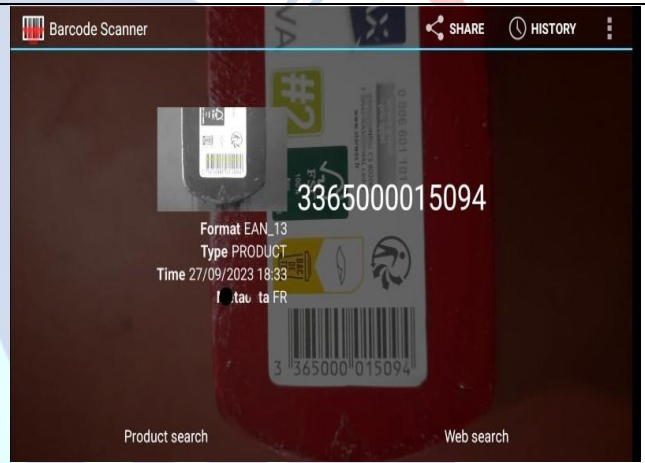 Barcode Scanner
SHARE
HISTORY
#2
3365000015094
Format EAN_13
Type PRODUCT
Time 27/09/2023 18:33
FR
3 365000 015094
Product search
Web search